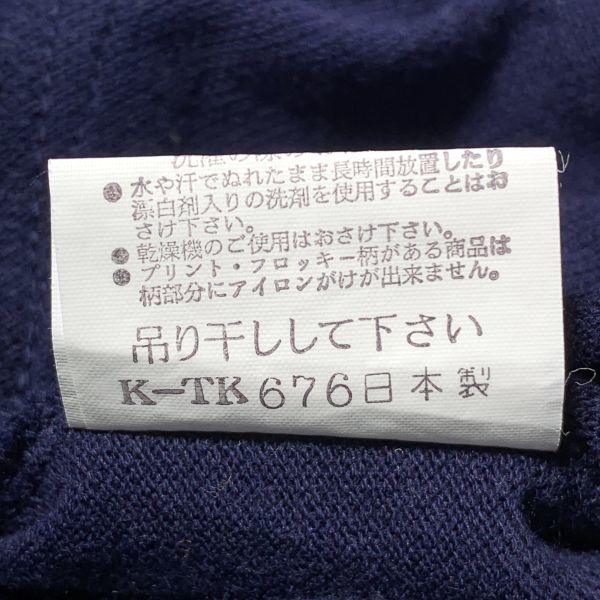 ●水や汗でぬれたまま長時間放置したり
漂白剤入りの洗剤を使用することはお
さけ下さい。
●乾燥機のご使用はおさけ下さい。
●プリント・フロッキー柄がある商品は
柄部分にアイロンがけが出来ません。
吊り干しして下さい
K-TK676日本製